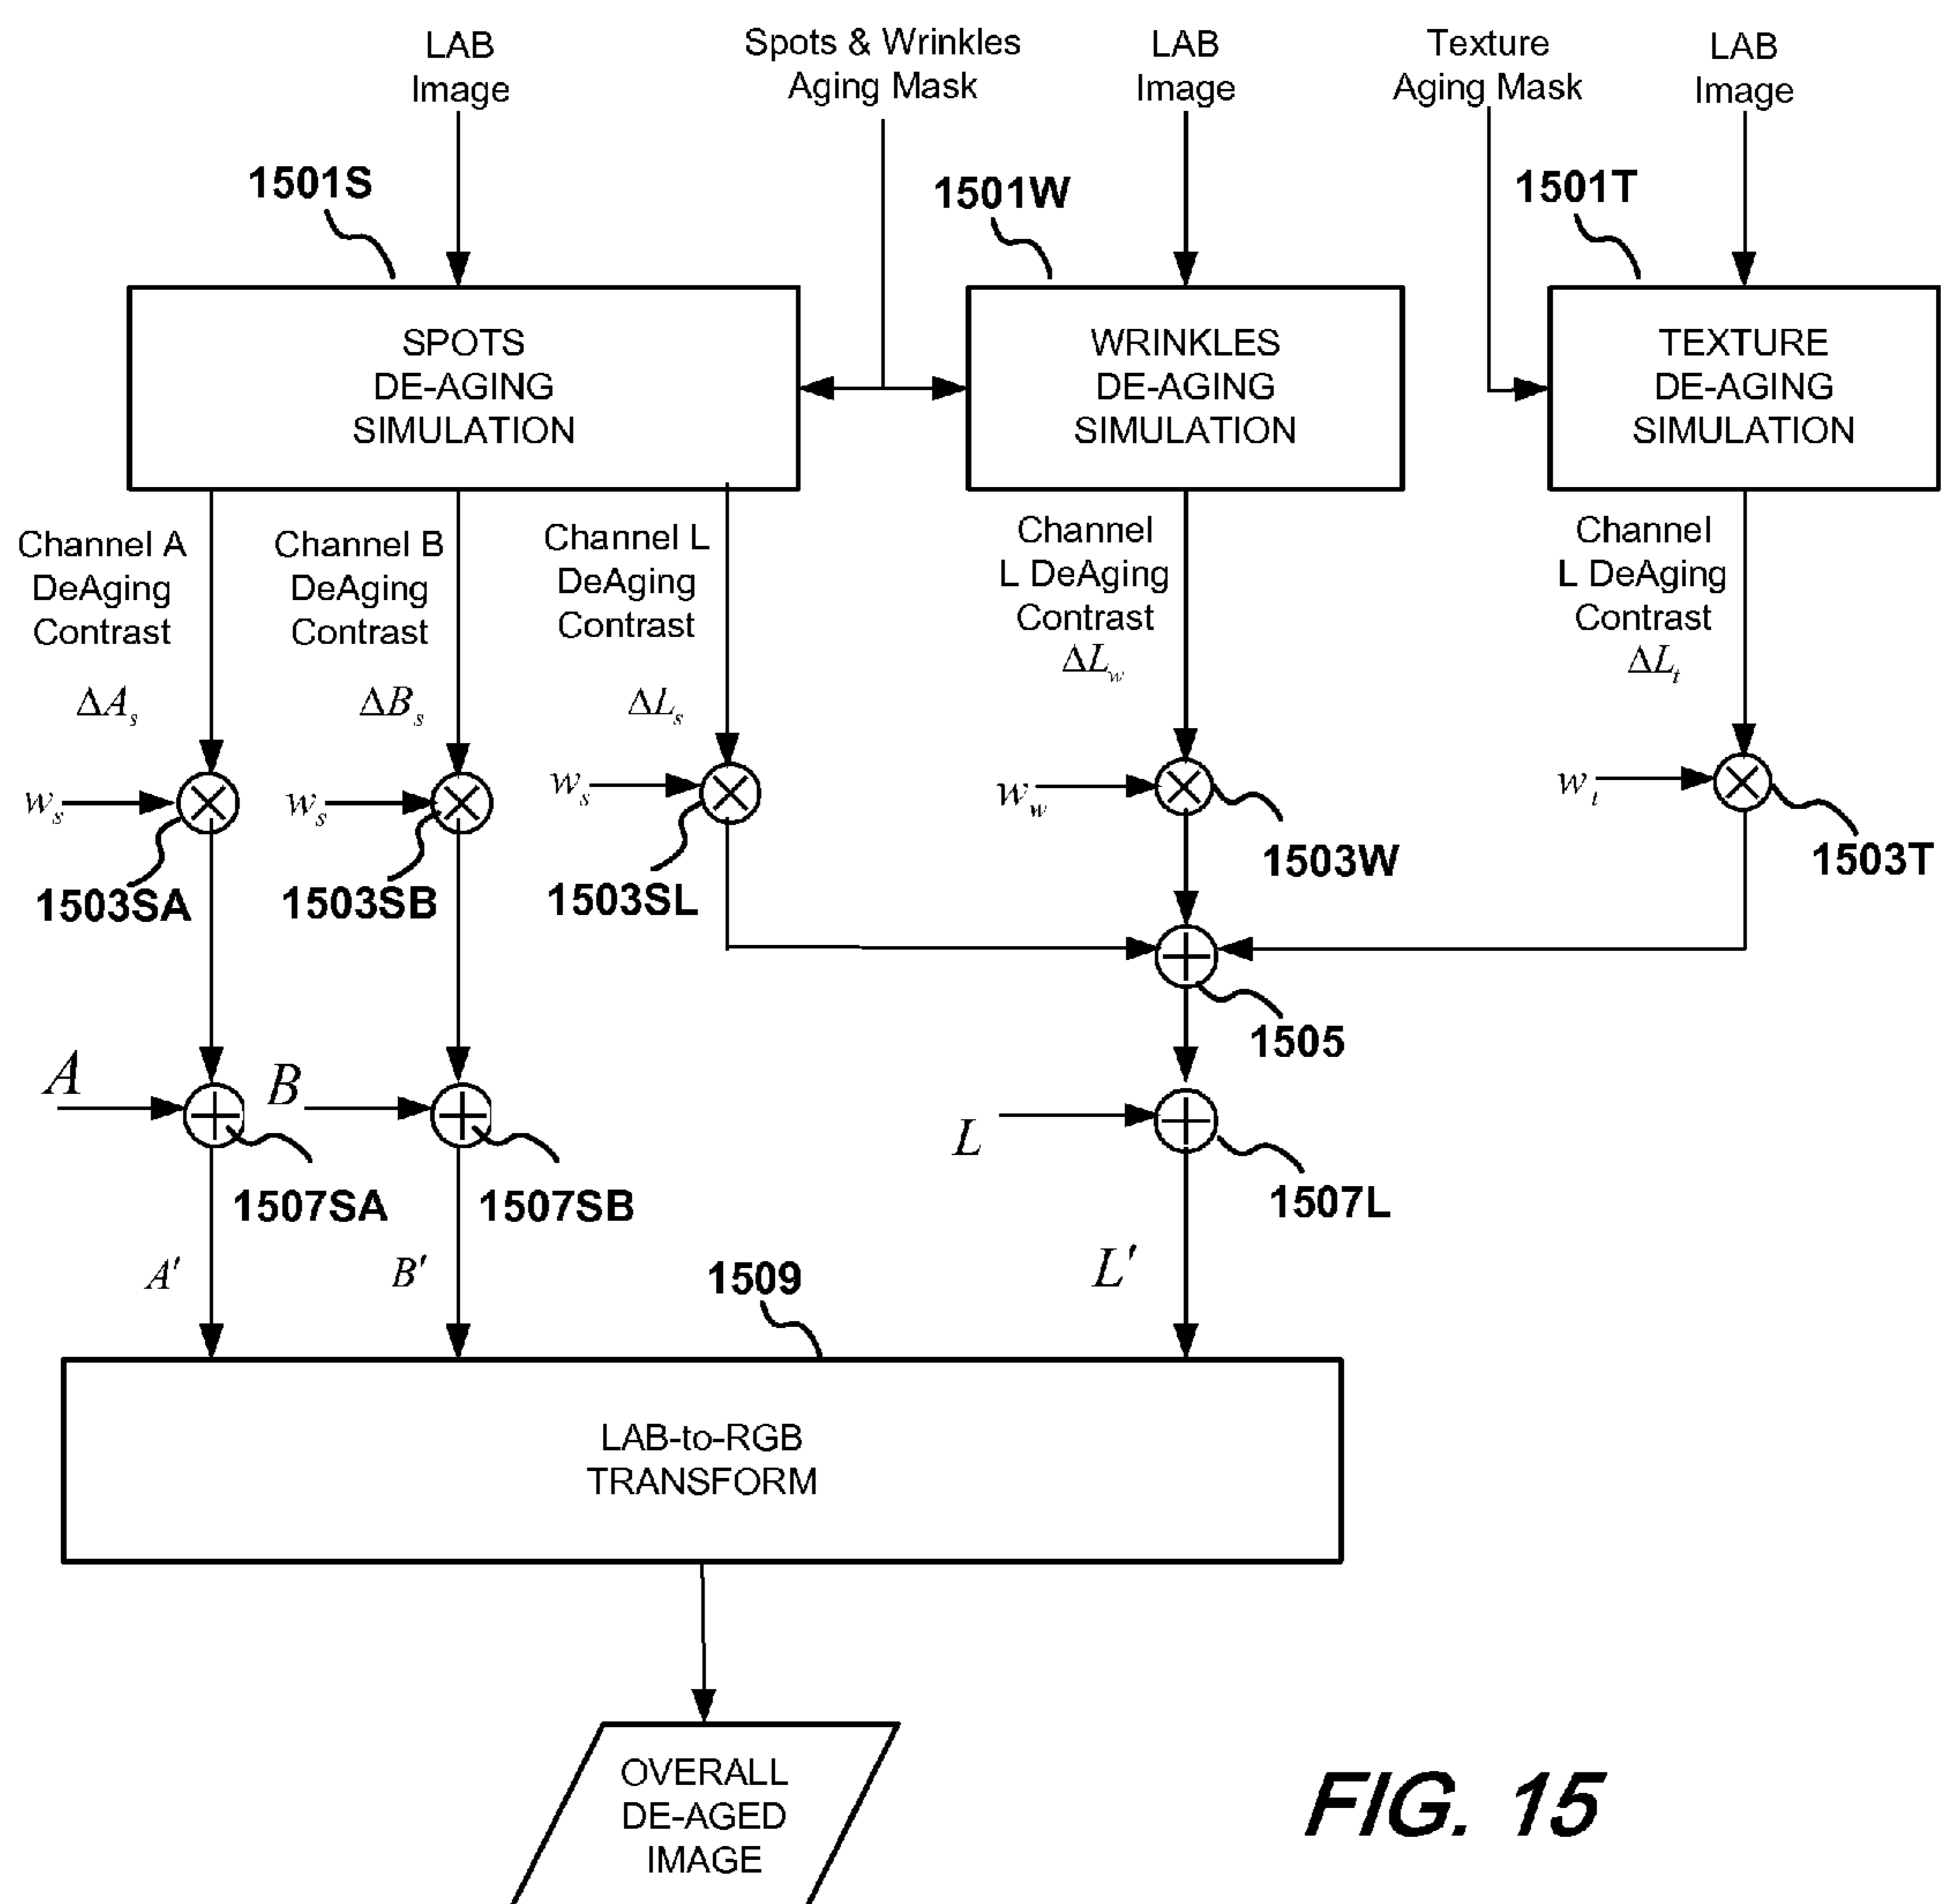 LAB
Image
Spots & Wrinkles
Aging Mask
LAB
Image
Texture
Aging Mask
LAB
Image
1501S
1501W
1501T
SPOTS
DE-AGING
SIMULATION
WRINKLES
DE-AGING
SIMULATION
TEXTURE
DE-AGING
SIMULATION
Channel A
DeAging
Contrast
ΔA_s
Channel B
DeAging
Contrast
ΔB_s
Channel L
DeAging
Contrast
ΔL_s
Channel
L DeAging
Contrast
ΔL_w
Channel
L DeAging
Contrast
ΔL_t
w_s
w_s
w_s
w_w
w_t
1503SA
1503SB
1503SL
1503W
1503T
1505
A
B
L
1507SA
1507SB
1507L
A'
B'
L'
1509
LAB-to-RGB
TRANSFORM
OVERALL
DE-AGED
IMAGE
FIG. 15